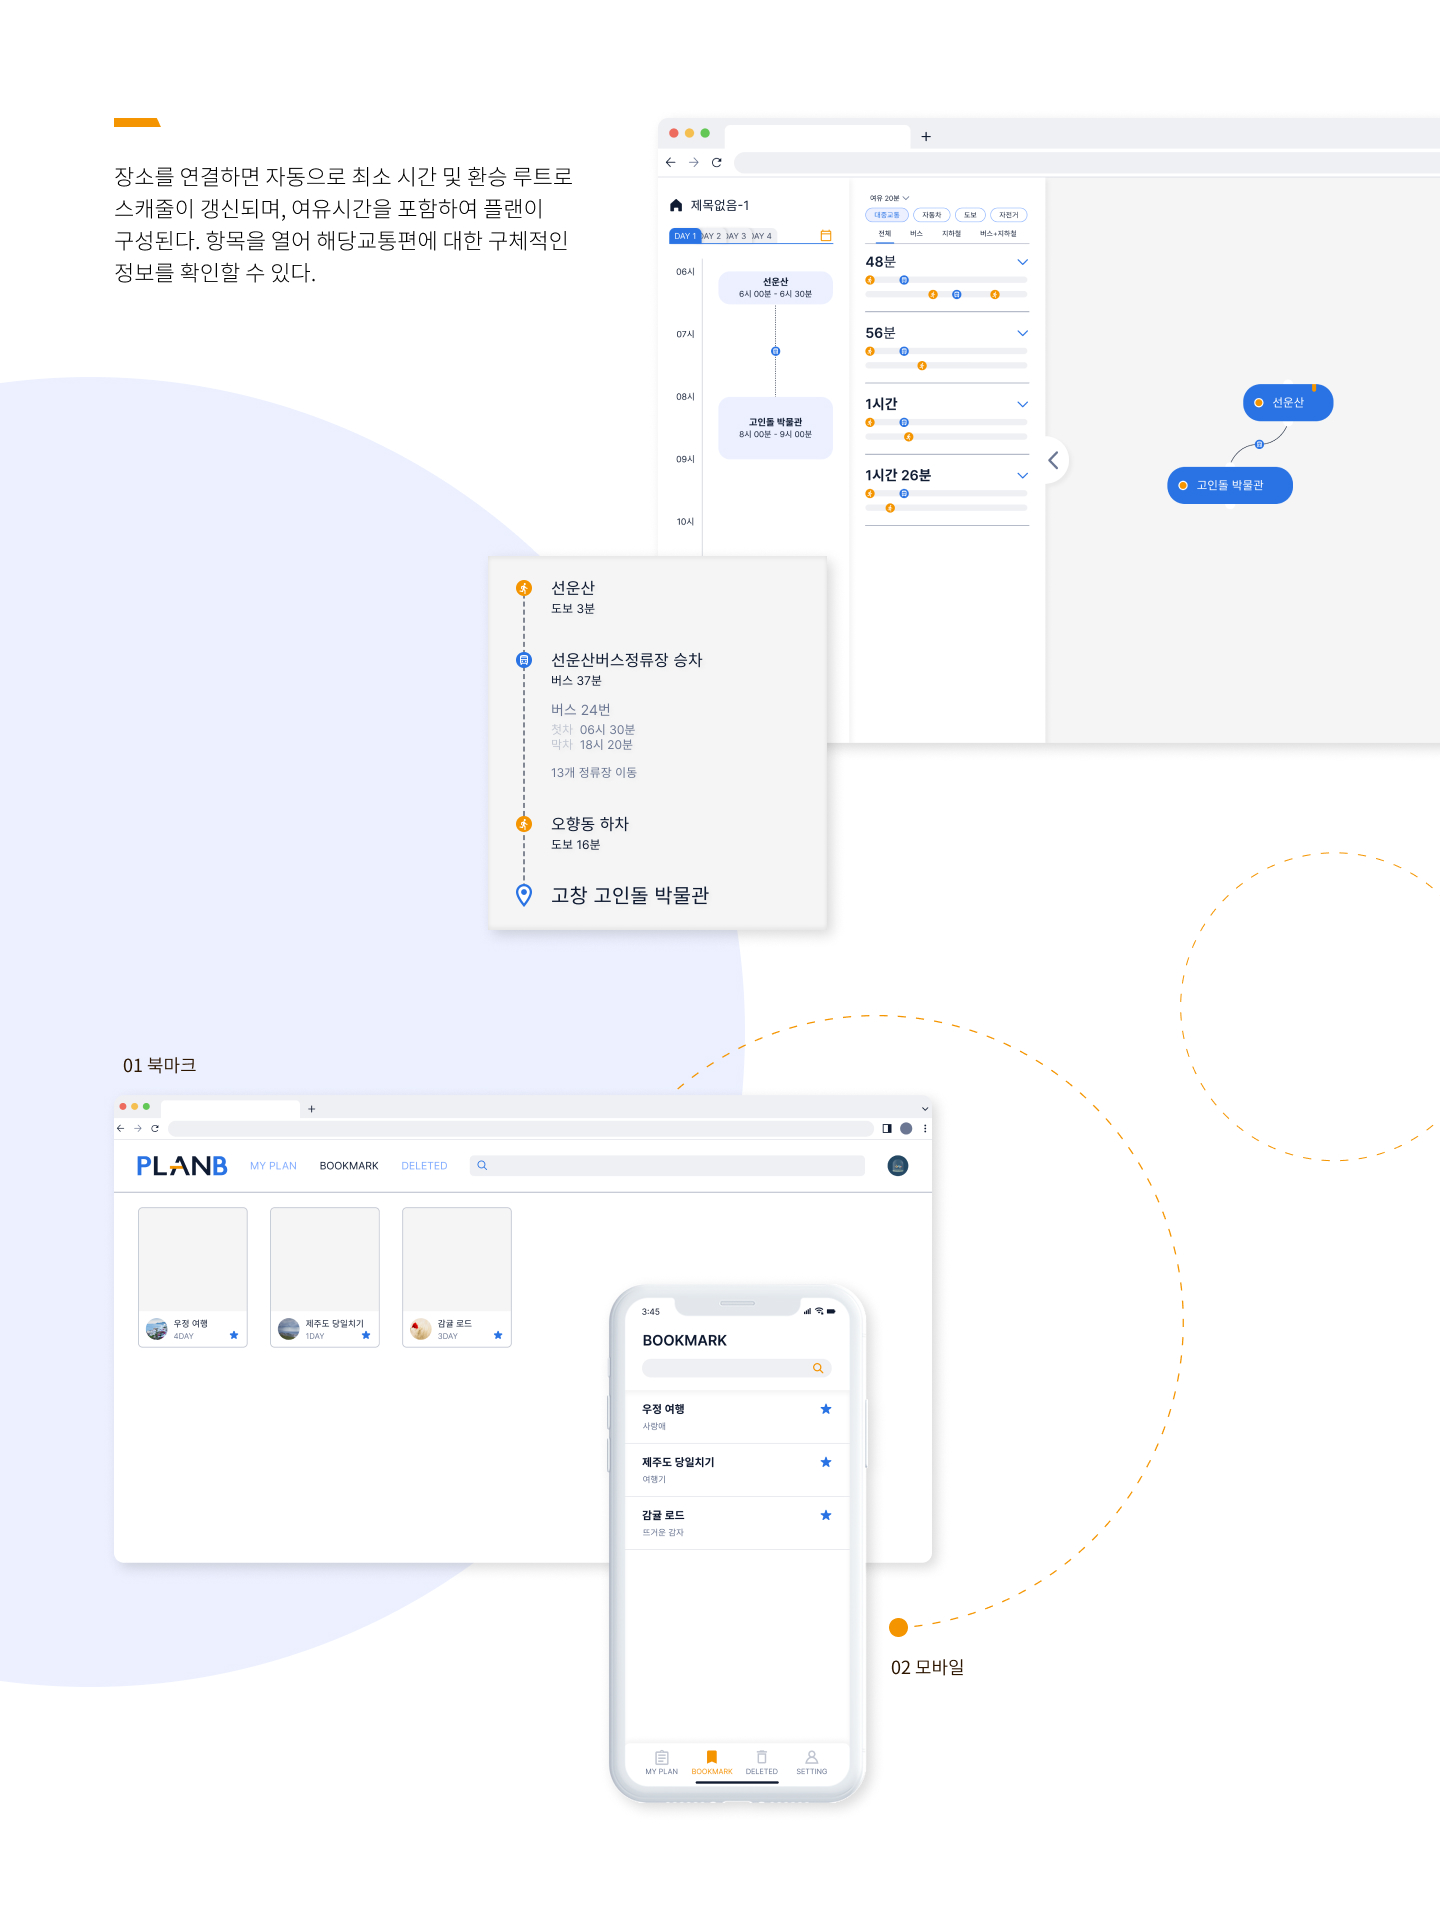 장소를 연결하면 자동으로 최소 시간 및 환승 루트로
스캐줄이 갱신되며, 여유시간을 포함하여 플랜이
구성된다. 항목을 열어 해당교통편에 대한 구체적인
정보를 확인할 수 있다.
제목없음-1
DAY 1
AY 2
AY 3
AY 4
06시
07시
08시
09시
10시
선운산
6시 00분 - 6시 30분
고인돌 박물관
8시 00분 - 9시 00분
여유 20분
대중교통 자동차 도보 자전거
전체 버스 지하철 버스+지하철
48분
56분
1시간
1시간 26분
선운산
고인돌 박물관
선운산
도보 3분
선운산버스정류장 승차
버스 37분
버스 24번
첫차 06시 30분
막차 18시 20분
13개 정류장 이동
오향동 하차
도보 16분
고창 고인돌 박물관
01 북마크
PLANB MY PLAN BOOKMARK DELETED
우정 여행
4DAY
제주도 당일치기
1DAY
감귤 로드
3DAY
3:45
BOOKMARK
우정 여행
사랑애
제주도 당일치기
여행기
감귤 로드
뜨거운 감자
MY PLAN BOOKMARK DELETED SETTING
02 모바일